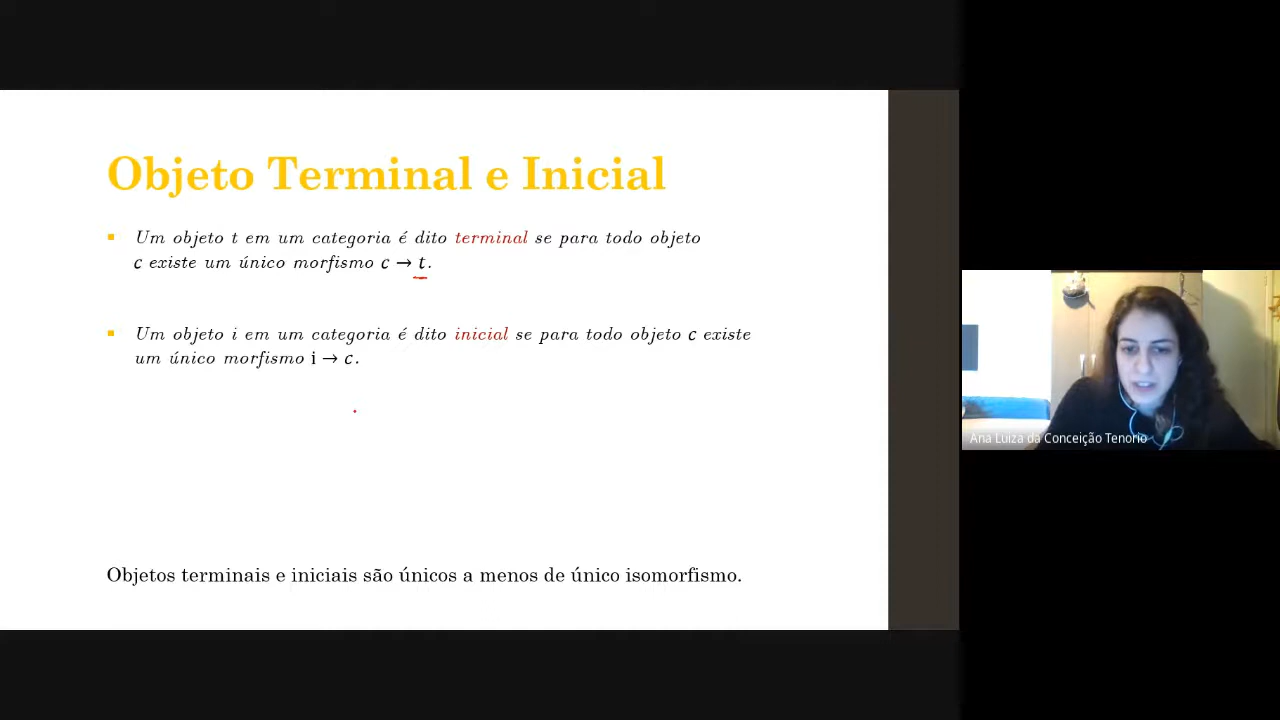 Objeto Terminal e Inicial
Um objeto t em um categoria é dito terminal se para todo objeto
c existe um único morfismo c → t.
Um objeto i em um categoria é dito inicial se para todo objeto c existe
um único morfismo i → c.
Objetos terminais e iniciais são únicos a menos de único isomorfismo.
Ana Luiza da Conceição Tenorio